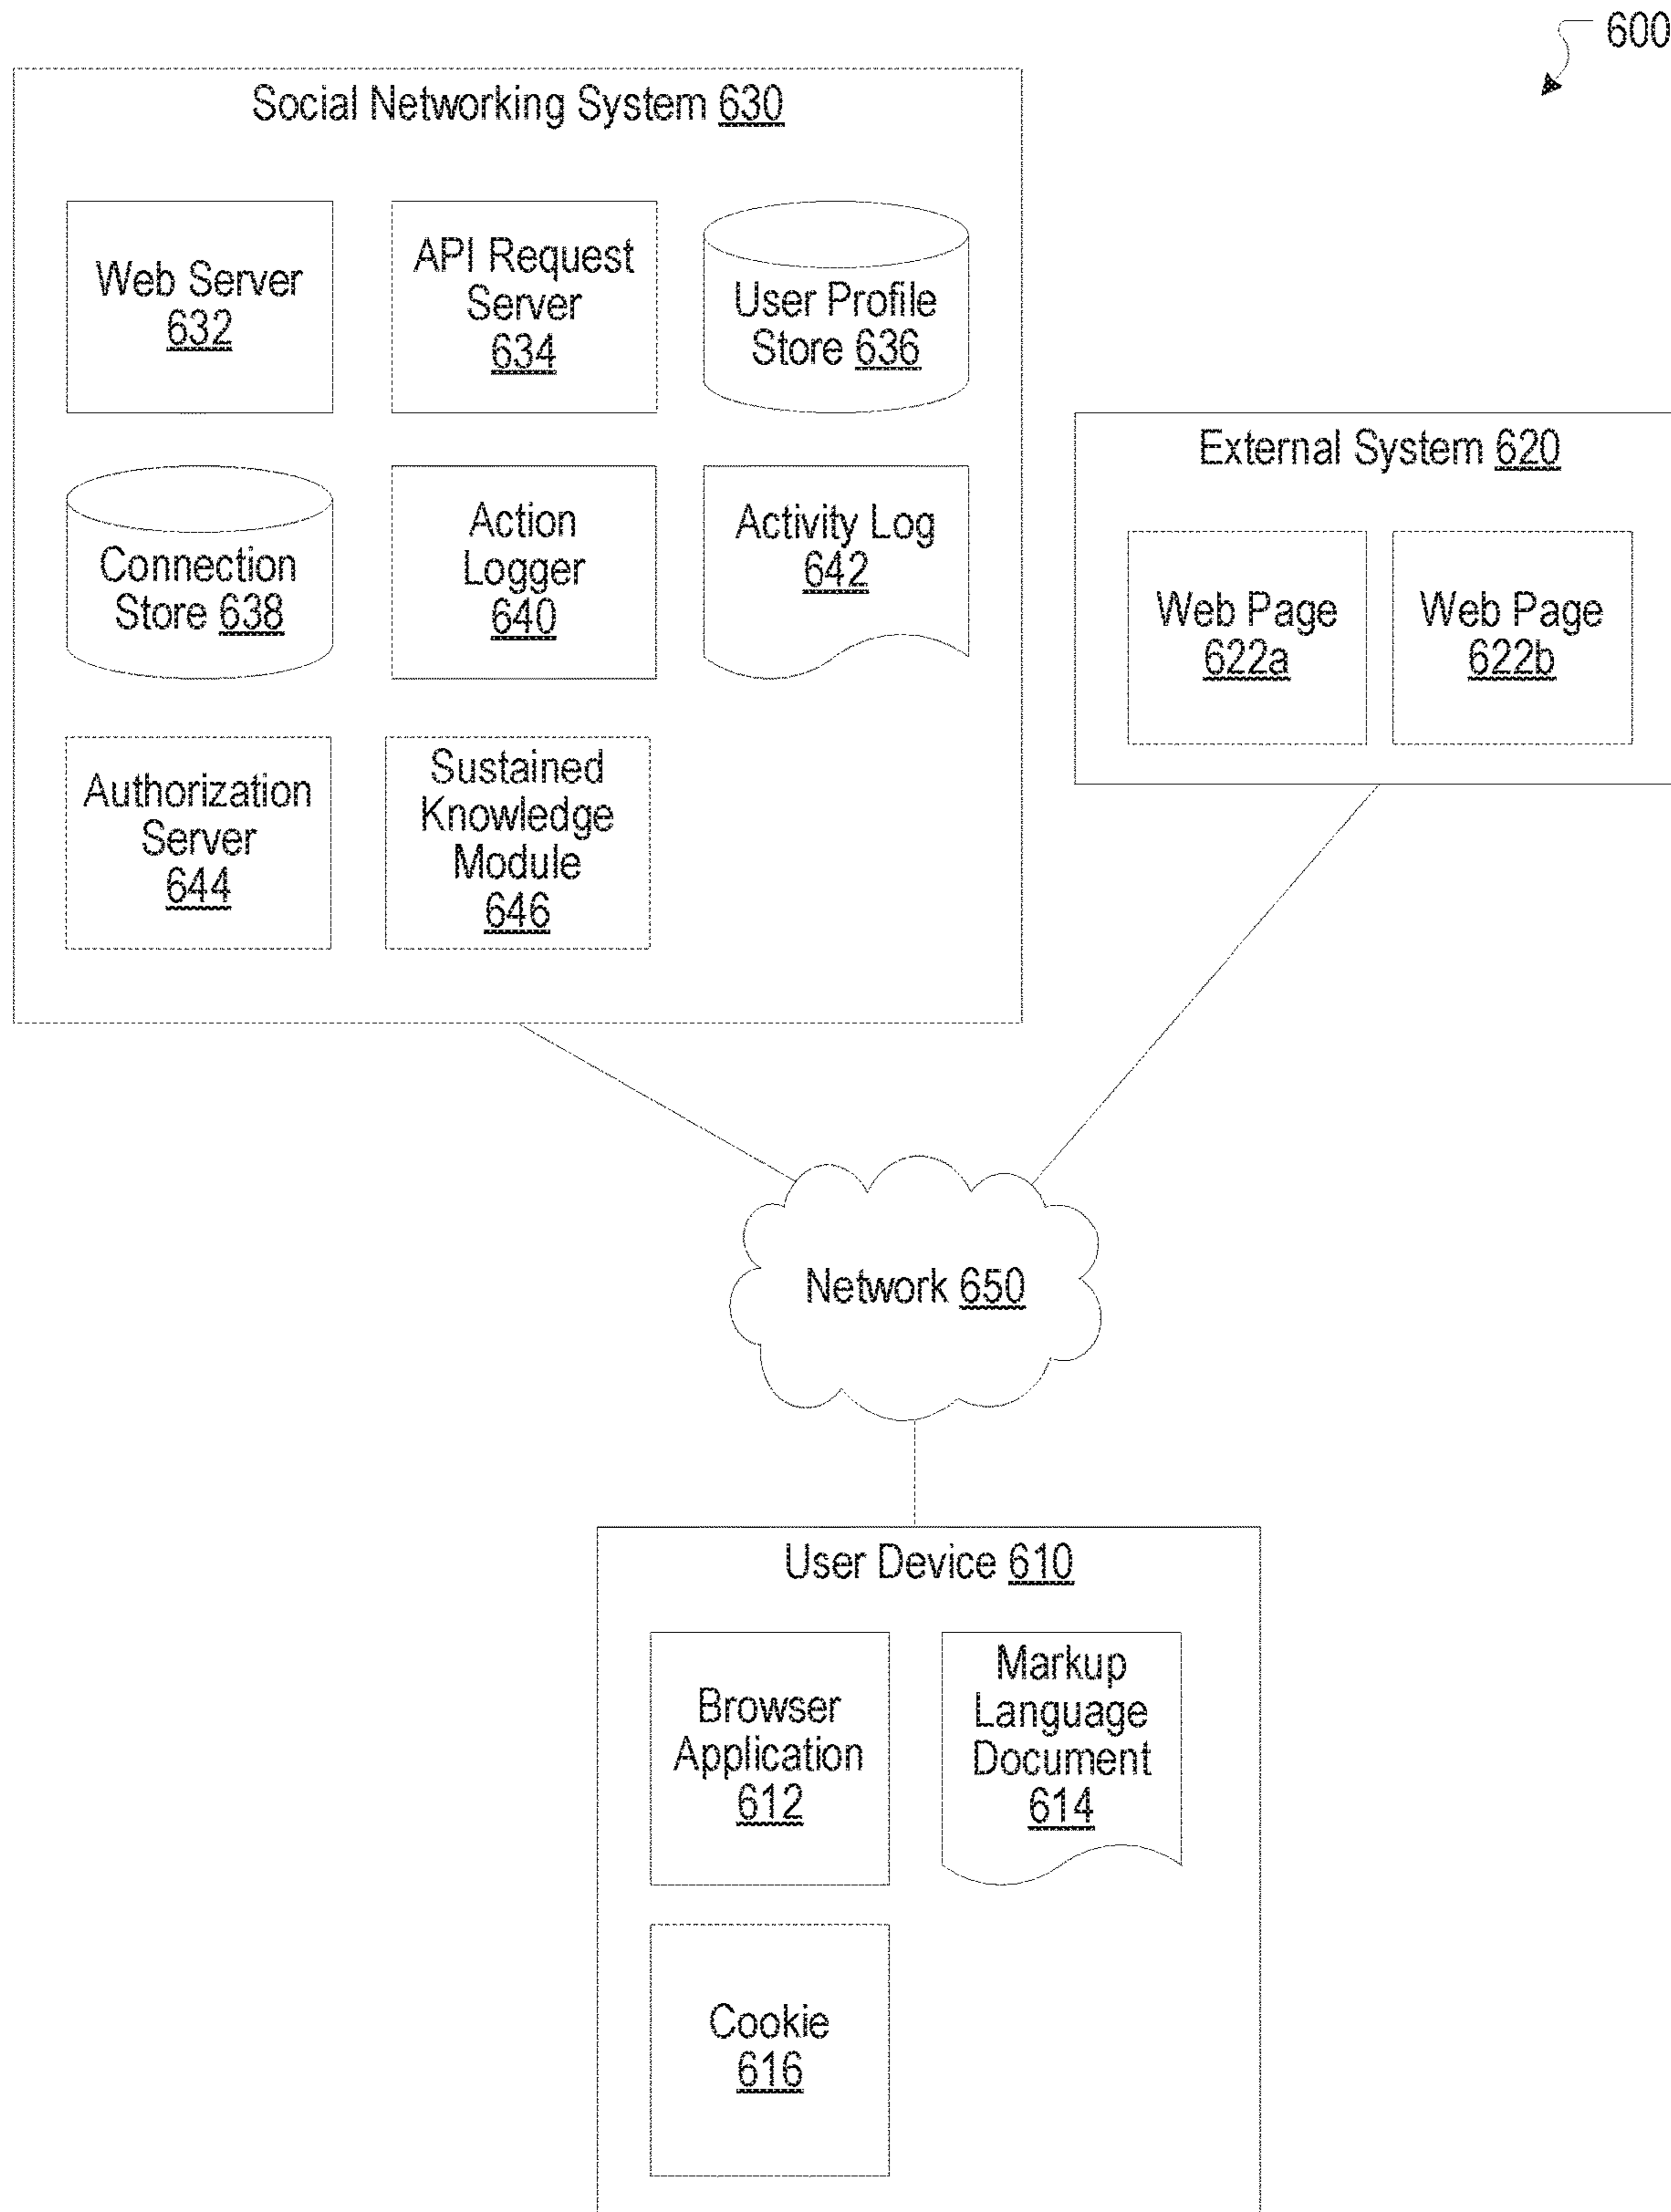 600
Social Networking System 630
Web Server
632
API Request
Server
634
User Profile
Store 636
Connection
Store 638
Action
Logger
640
Activity Log
642
Authorization
Server
644
Sustained
Knowledge
Module
646
External System 620
Web Page
622a
Web Page
622b
Network 650
User Device 610
Browser
Application
612
Markup
Language
Document
614
Cookie
616